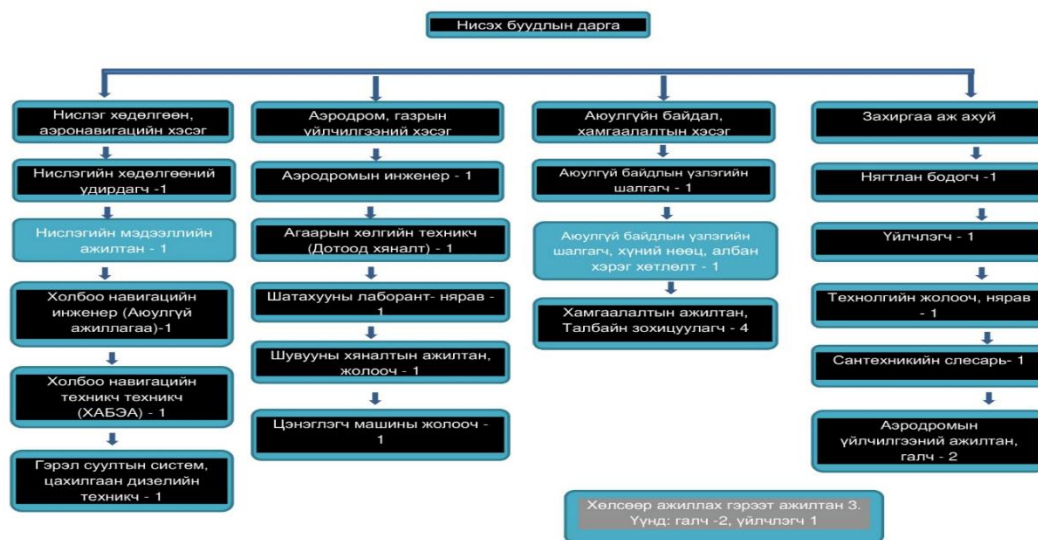 Нисэх буудлын дарга
Нислэг хөдөлгөөн,
аэронавигацийн хэсэг
Нислэгийн хөдөлгөөний
удирдагч -1
Нислэгийн мэдээллийн
ажилтан - 1
Холбоо навигацийн
инженер (Аюулгүй
ажиллагаа)-1
Холбоо навигацийн
техникч техникч
(ХАБЭА) - 1
Гэрэл суултын систем,
цахилгаан дизелийн
техникч - 1
Аэродром, газрын
үйлчилгээний хэсэг
Аэродромын инженер - 1
Агаарын хөлгийн техникч
(Дотоод хяналт) - 1
Шатахууны лаборант- нярав -
1
Шувууны хяналтын ажилтан,
жолооч - 1
Цэнэглэгч машины жолооч -
1
Аюулгүйн байдал,
хамгаалалтын хэсэг
Аюулгүй байдлын үзлэгийн
шалгагч - 1
Аюулгүй байдлын үзлэгийн
шалгагч, хүний нөөц, албан
хэрэг хөтлөлт - 1
Хамгаалалтын ажилтан,
Талбайн зохицуулагч - 4
Захиргаа аж ахуй
Нягтлан бодогч -1
Үйлчлэгч - 1
Технолгийн жолооч, нярав
- 1
Сантехникийн слесарь- 1
Аэродромын
үйлчилгээний ажилтан,
галч - 2
Хөлсөөр ажиллах гэрээт ажилтан 3.
Үүнд: галч -2, үйлчлэгч 1